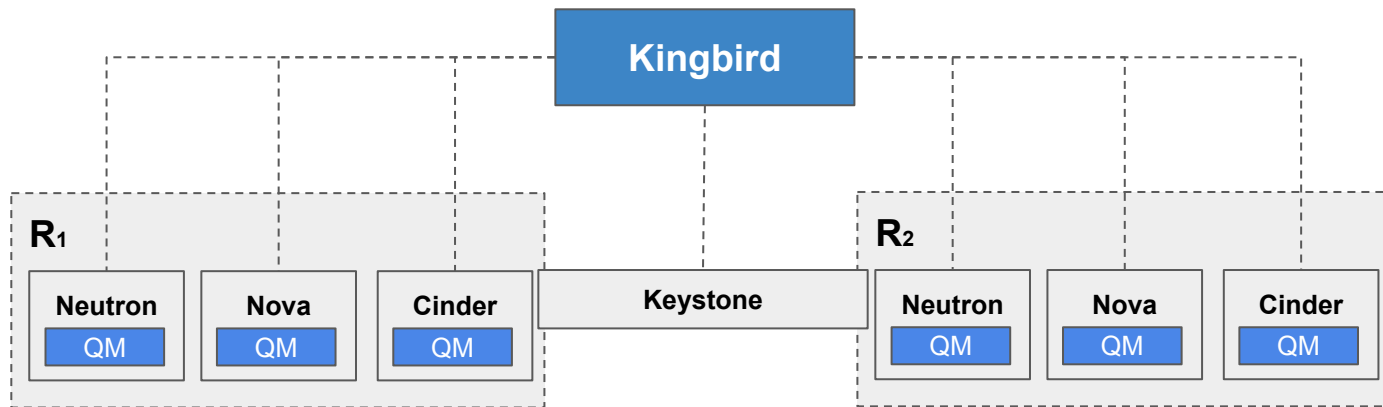 Kingbird
R1
R2
Neutron
QM
Nova
QM
Cinder
QM
Keystone
Neutron
QM
Nova
QM
Cinder
QM